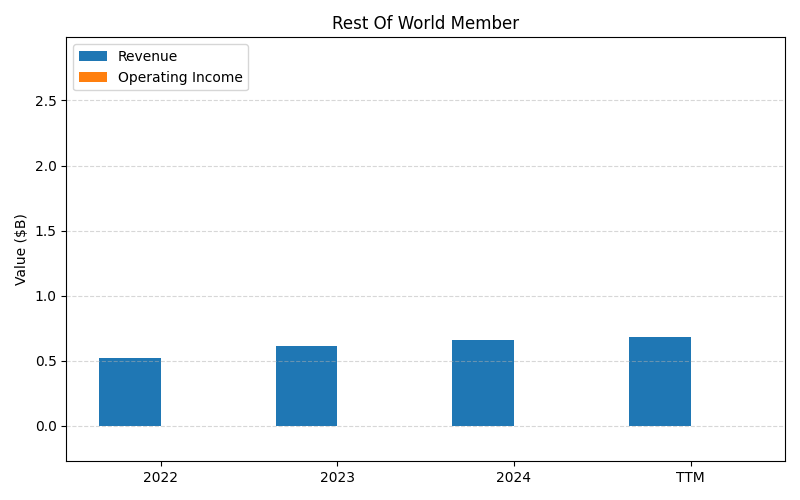 Rest Of World Member
Revenue
Operating Income
Value ($B)
2.5
2.0
1.5
1.0
0.5
0.0
2022
2023
2024
TTM